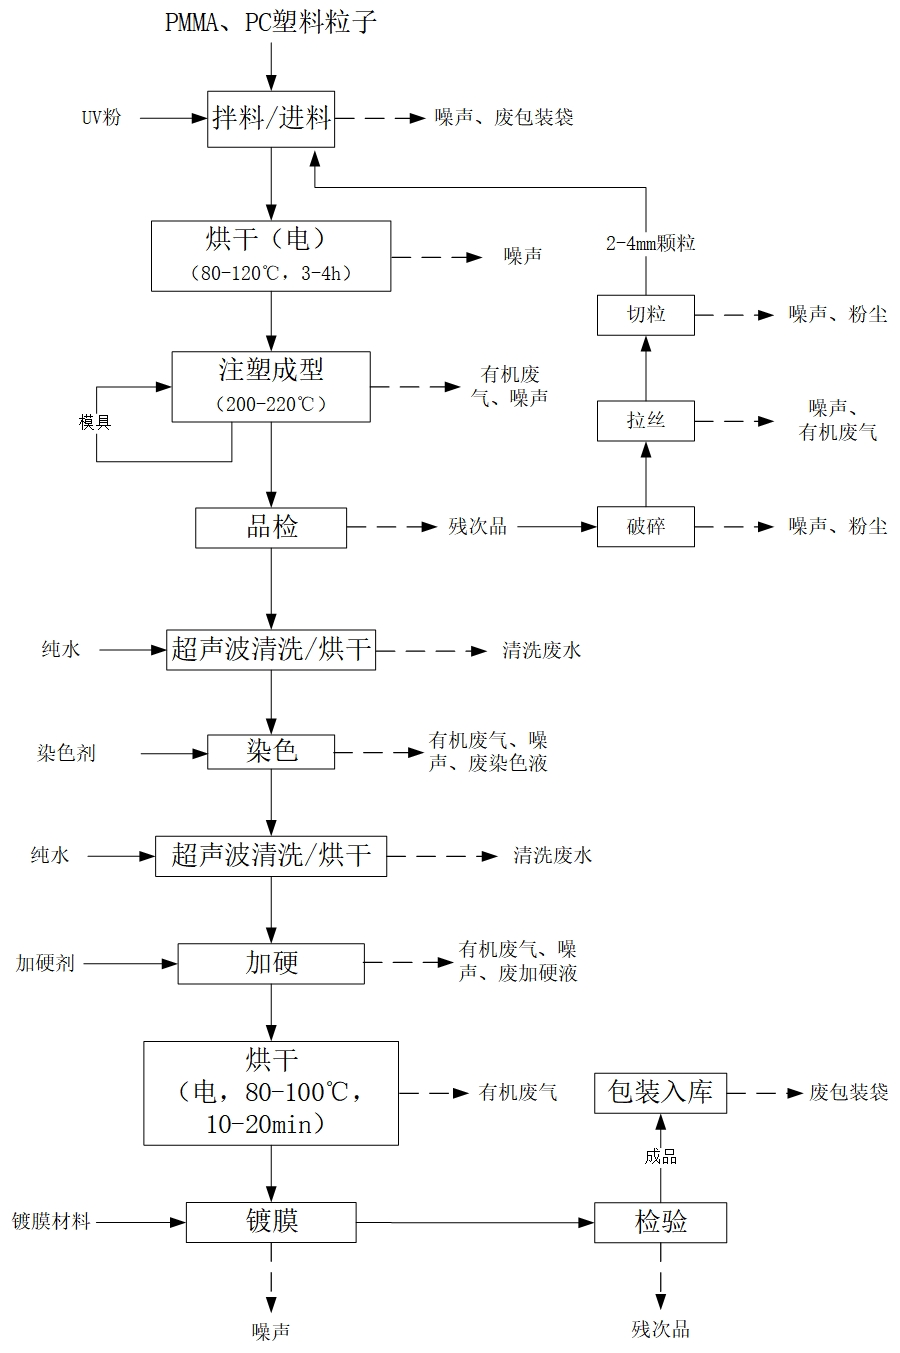 PMMA、PC塑料粒子
UV粉
拌料/进料
噪声、废包装袋
烘干（电）
（80-120℃，3-4h）
噪声
2-4mm颗粒
切粒
噪声、粉尘
注塑成型
（200-220℃）
有机废
气、噪声
模具
拉丝
噪声、
有机废气
品检
残次品
破碎
噪声、粉尘
纯水
超声波清洗/烘干
清洗废水
染色剂
染色
有机废气、噪
声、废染色液
纯水
超声波清洗/烘干
清洗废水
加硬剂
加硬
有机废气、噪
声、废加硬液
烘干
（电，80-100℃，
10-20min）
有机废气
包装入库
废包装袋
成品
镀膜材料
镀膜
检验
噪声
残次品